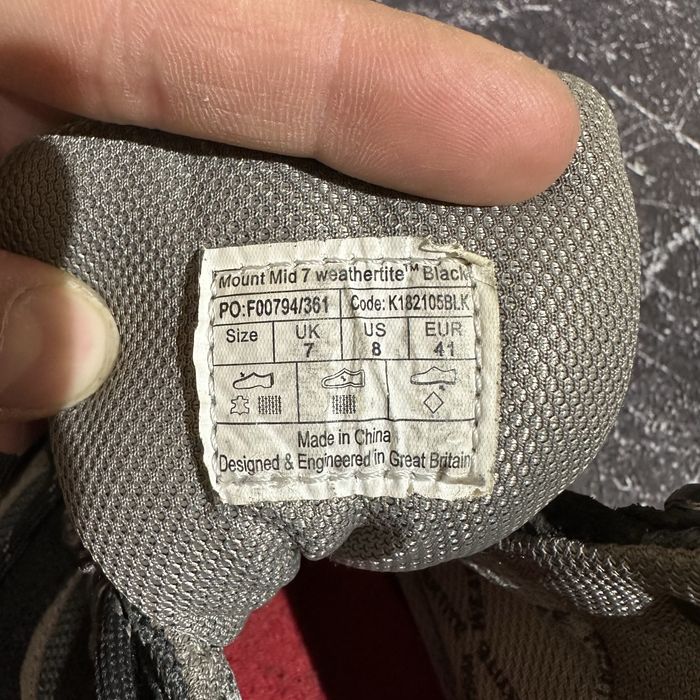 Mount Mid 7 weathertite™ Black
PO:F00794/361 Code: K182105BLK
Size UK US EUR
7 8 41
Made in China
Designed & Engineered in Great Britain